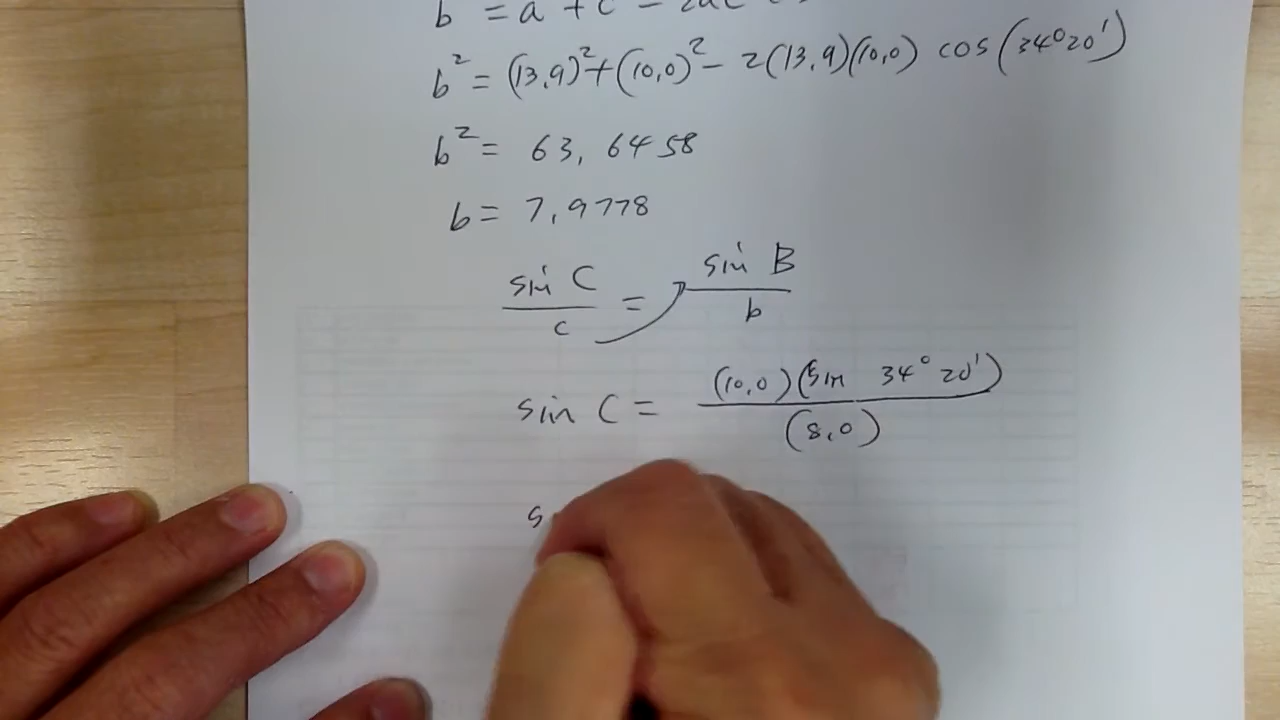 b = a + c - 2ac
b² = (13,9)² + (10,0)² - 2(13,9)(10,0) cos(34°20')
b² = 63,6458
b = 7,9778
sin C / c = sin B / b
sin C = (10,0)(sin 34°20') / (8,0)
s